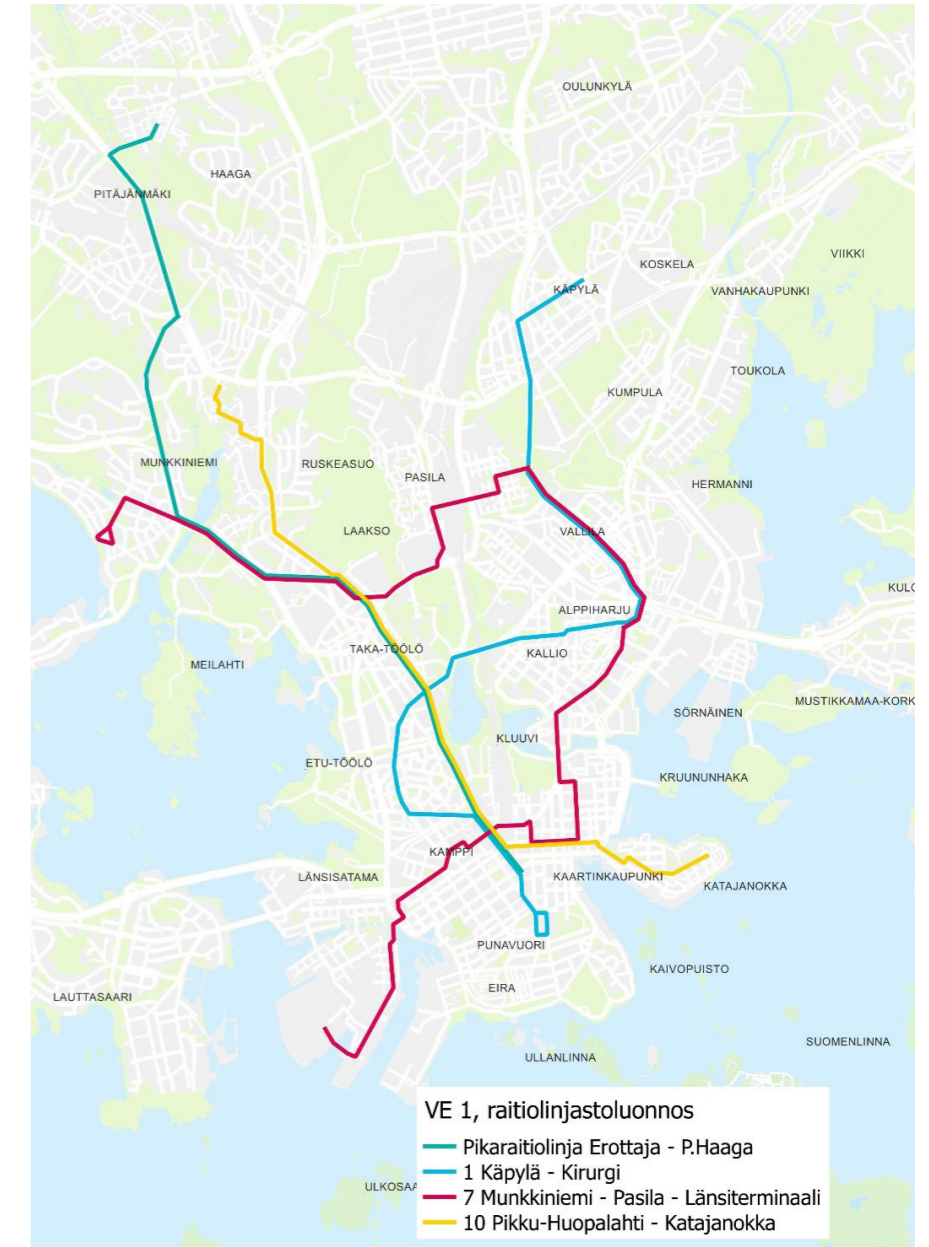 OULUNKYLÄ
HAAGA
PITÄJÄNMÄKI
VIIKKI
KOSKELA
KÄPYLÄ
VANHAKAUPUNKI
TOUKOLA
KUMPULA
MUNKKINIEMI
RUSKEASUO
PASILA
HERMANNI
LAAKSO
VALLILA
KULO
ALPPIHARJU
TAKA-TÖÖLÖ
KALLIO
MEILAHTI
MUSTIKKAMAA-KORK
SÖRNÄINEN
KLUUVI
ETU-TÖÖLÖ
KRUUNUNHAKA
KAMPPI
LÄNSISATAMA
KAARTINKAUPUNKI
KATAJANOKKA
PUNAVUORI
KAIVOPUISTO
EIRA
LAUTTASAARI
SUOMENLINNA
ULLANLINNA
ULKOSAA
VE 1, raitiolinjastoluonnos
Pikaraitiolinja Erottaja - P.Haaga
1 Käpylä - Kirurgi
7 Munkkiniemi - Pasila - Länsiterminaali
10 Pikku-Huopalahti - Katajanokka